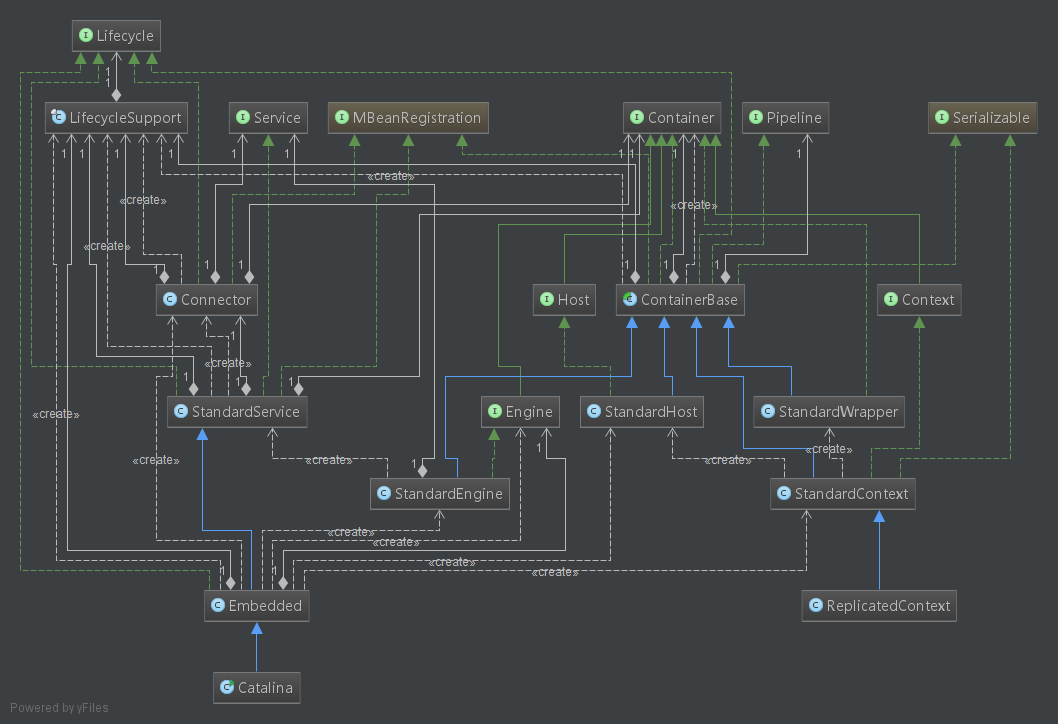 Lifecycle
1
1
LifecycleSupport
Service
MBeanRegistration
Container
Pipeline
Serializable
1
1
1
1
1
1
1
1
1
1
1
«create»
«create»
«create»
«create»
1
1
1
1
1
1
Connector
Host
ContainerBase
Context
1
«create»
1
1
1
StandardService
Engine
StandardHost
StandardWrapper
«create»
1
«create»
«create»
«create»
«create»
1
StandardEngine
StandardContext
«create»
«create»
«create»
«create»
1
1
Embedded
ReplicatedContext
Catalina
Powered by yFiles